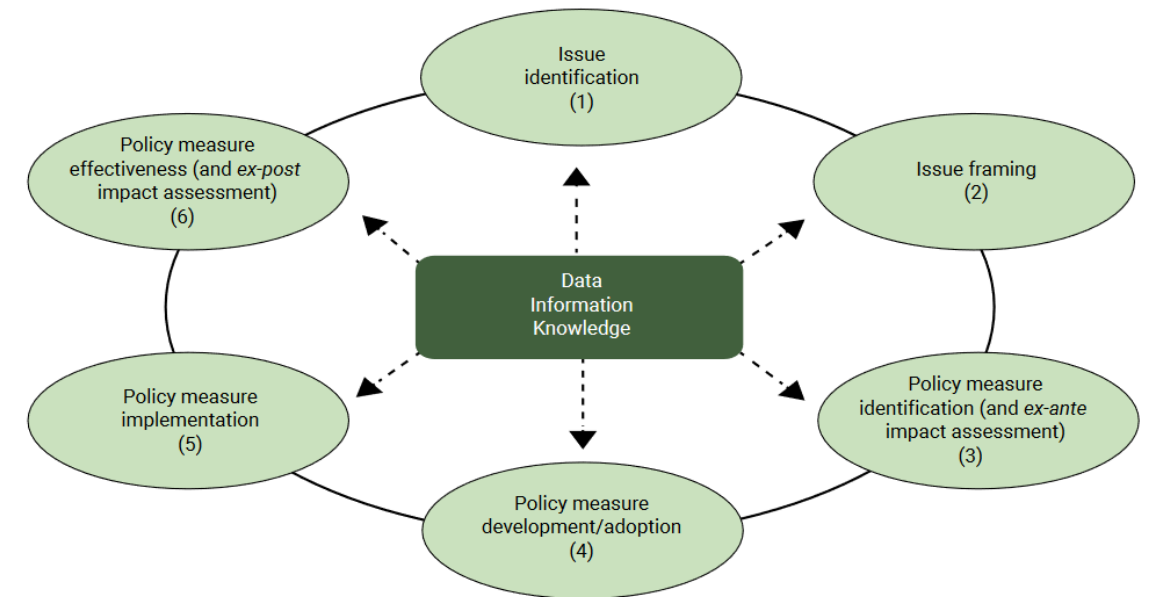 Issue
identification
(1)
Issue framing
(2)
Policy measure
identification (and ex-ante
impact assessment)
(3)
Policy measure
development/adoption
(4)
Policy measure
implementation
(5)
Policy measure
effectiveness (and ex-post
impact assessment)
(6)
Data
Information
Knowledge